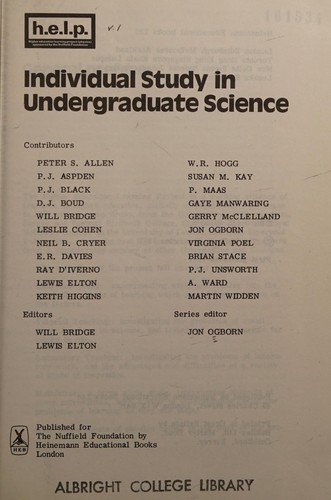 h.e.l.p.
v.1
Individual Study in
Undergraduate Science
Contributors
PETER S. ALLEN
P.J. ASPDEN
P.J. BLACK
D.J. BOUD
WILL BRIDGE
LESLIE COHEN
NEIL B. CRYER
E.R. DAVIES
RAY D'IVERNO
LEWIS ELTON
KEITH HIGGINS
W.R. HOGG
SUSAN M. KAY
P. MAAS
GAYE MANWARING
GERRY McCLELLAND
JON OGBORN
VIRGINIA POEL
BRIAN STACE
P.J. UNSWORTH
A. WARD
MARTIN WIDDEN
Editors
WILL BRIDGE
LEWIS ELTON
Series editor
JON OGBORN
HEB
Published for
The Nuffield Foundation by
Heinemann Educational Books
London
ALBRIGHT COLLEGE LIBRARY